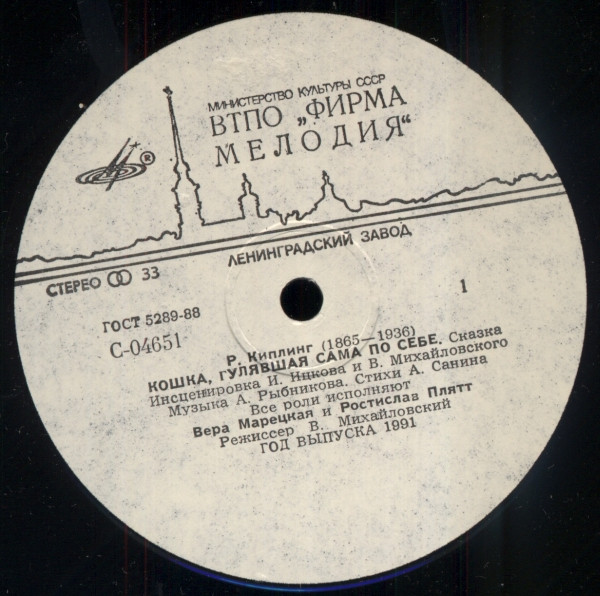 МИНИСТЕРСТВО КУЛЬТУРЫ СССР
ВТПО „ФИРМА
МЕЛОДИЯ“
®
ЛЕНИНГРАДСКИЙ ЗАВОД
СТЕРЕО 33
1
ГОСТ 5289-88
С-04651
Р. Киплинг (1865—1936)
КОШКА, ГУЛЯВШАЯ САМА ПО СЕБЕ. Сказка
Инсценировка И. Якова и В. Михайловского
Музыка А. Рыбникова. Стихи А. Санина
Все роли исполняют
Вера Марецкая и Ростислав Плятт
Режиссер В. Михайловский
ГОД ВЫПУСКА 1991